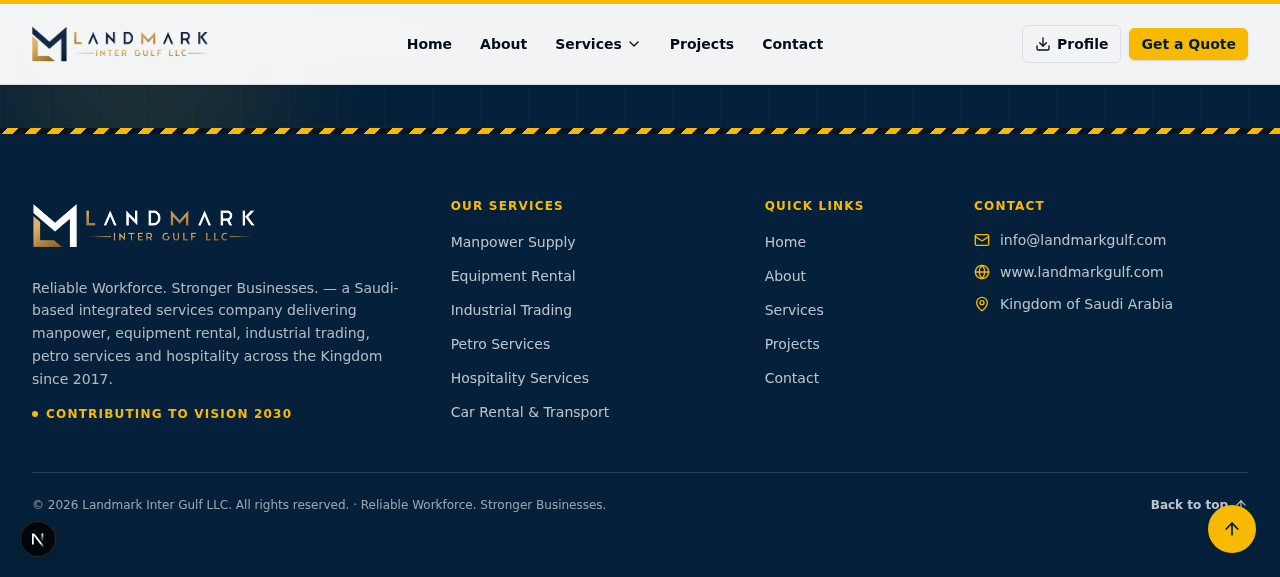 LANDMARK
INTER GULF LLC
Home
About
Services
Projects
Contact
Profile
Get a Quote
LANDMARK
INTER GULF LLC
Reliable Workforce. Stronger Businesses. — a Saudi-
based integrated services company delivering
manpower, equipment rental, industrial trading,
petro services and hospitality across the Kingdom
since 2017.
CONTRIBUTING TO VISION 2030
OUR SERVICES
Manpower Supply
Equipment Rental
Industrial Trading
Petro Services
Hospitality Services
Car Rental & Transport
QUICK LINKS
Home
About
Services
Projects
Contact
CONTACT
info@landmarkgulf.com
www.landmarkgulf.com
Kingdom of Saudi Arabia
© 2026 Landmark Inter Gulf LLC. All rights reserved. · Reliable Workforce. Stronger Businesses.
Back to top
N